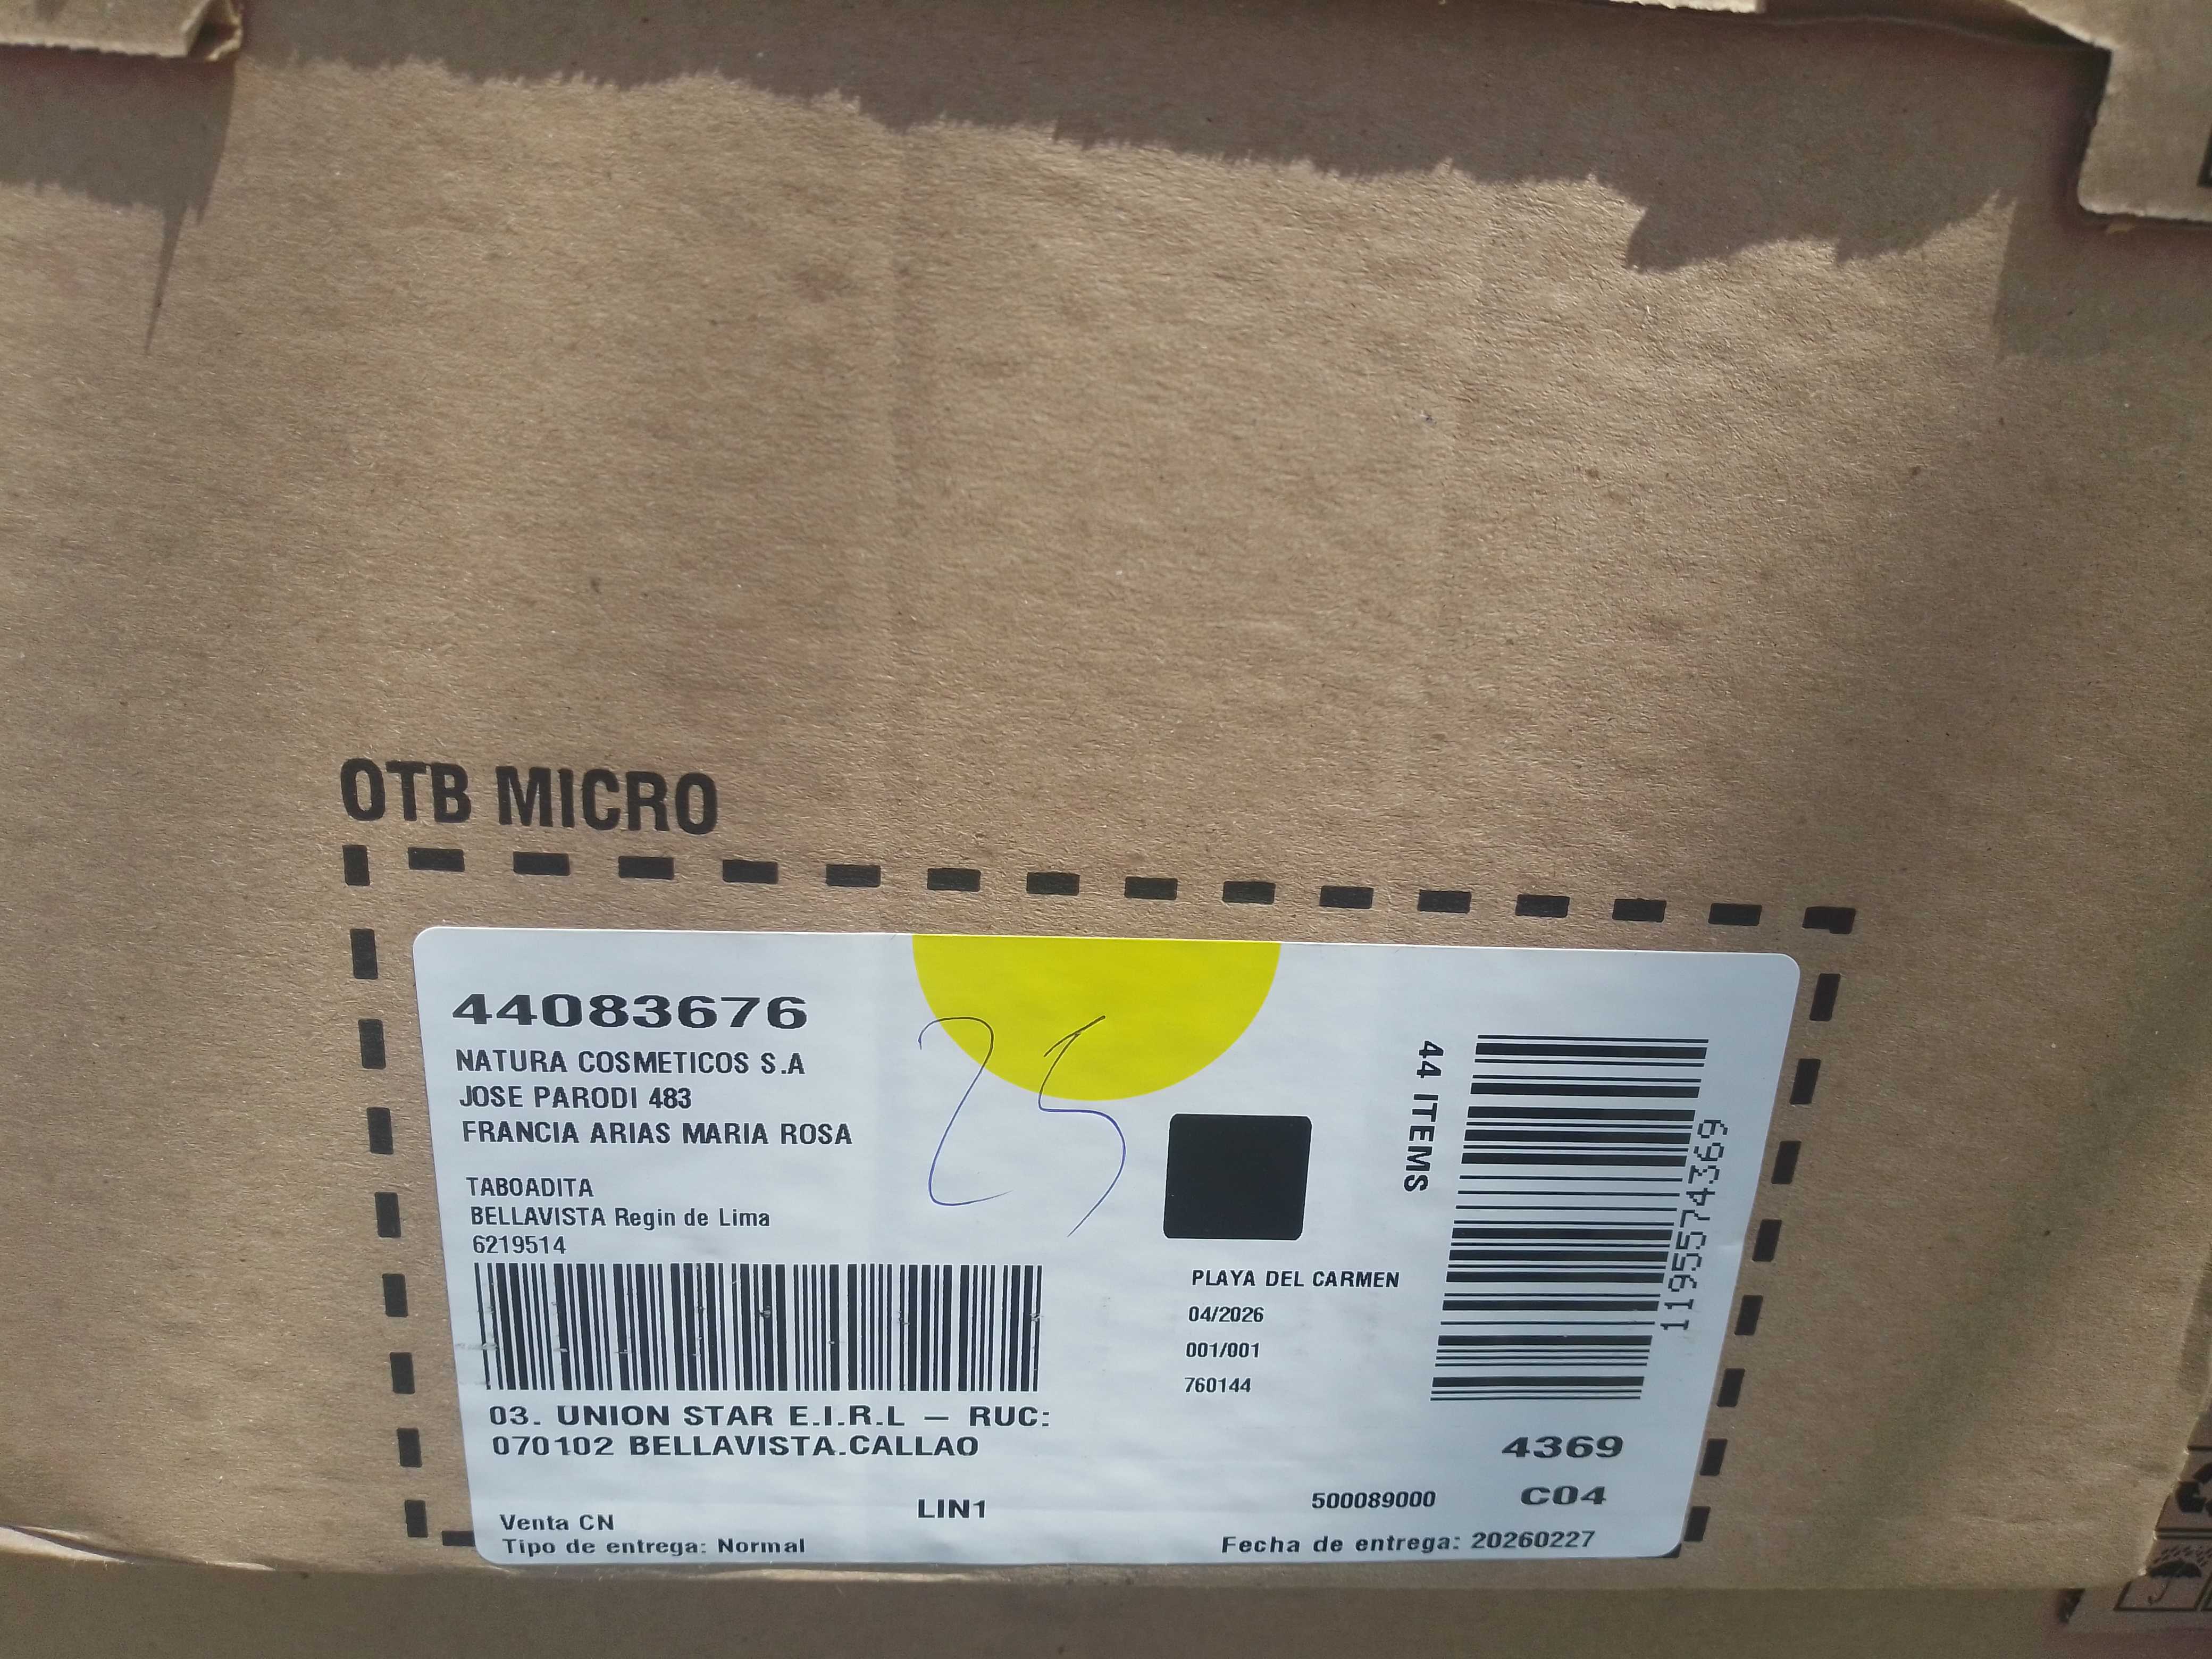 OTB MICRO
44083676
NATURA COSMETICOS S.A
JOSE PARODI 483
FRANCIA ARIAS MARIA ROSA
25
TABOADITA
BELLAVISTA Regin de Lima
6219514
44 ITEMS
1195574369
PLAYA DEL CARMEN
04/2026
001/001
760144
03. UNION STAR E.I.R.L – RUC:
070102 BELLAVISTA.CALLAO
4369
LIN1
500089000 C04
Venta CN
Tipo de entrega: Normal
Fecha de entrega: 20260227